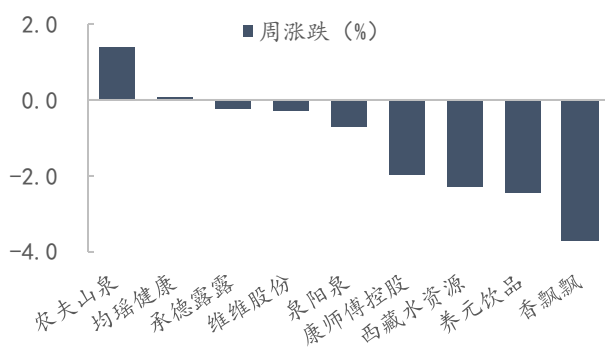 周涨跌（%）
2.0
0.0
-2.0
-4.0
农夫山泉
均瑶健康
承德露露
维维股份
泉阳泉
康师傅控股
西藏水资源
养元饮品
香飘飘